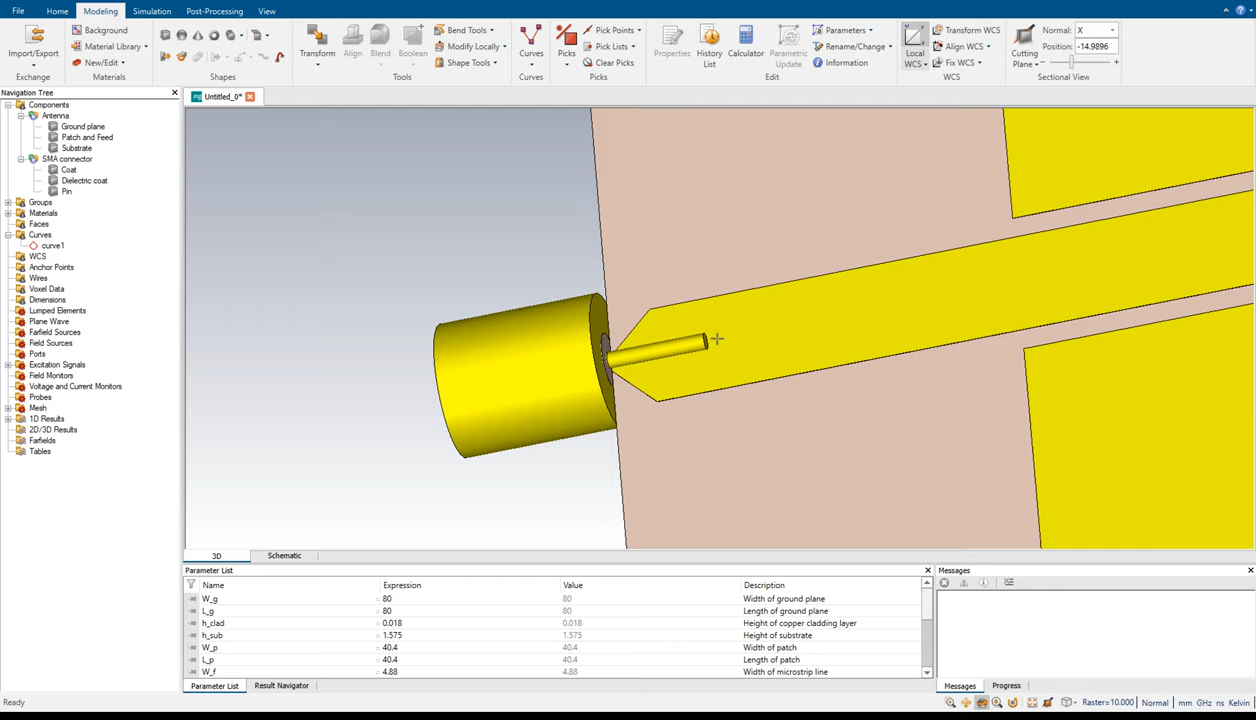 File Home Modeling Simulation Post-Processing View
Background
Material Library
New/Edit
Import/Export
Exchange
Materials
Shapes
Transform
Align
Blend
Boolean
Bend Tools
Modify Locally
Shape Tools
Tools
Curves
Curves
Picks
Pick Points
Pick Lists
Clear Picks
Picks
Properties
History List
Calculator
Parametric Update
Parameters
Rename/Change
Information
Edit
Local WCS
Transform WCS
Align WCS
Fix WCS
WCS
Cutting Plane
Normal: X
Position: -14.9896
Sectional View
Navigation Tree
Untitled_0*
Components
Antenna
Ground plane
Patch and Feed
Substrate
SMA connector
Coat
Dielectric coat
Pin
Groups
Materials
Faces
Curves
curve1
WCS
Anchor Points
Wires
Voxel Data
Dimensions
Lumped Elements
Plane Wave
Farfield Sources
Field Sources
Ports
Excitation Signals
Field Monitors
Voltage and Current Monitors
Probes
Mesh
1D Results
2D/3D Results
Farfields
Tables
3D Schematic
Parameter List
Name Expression Value Description
W_g = 80 80 Width of ground plane
L_g = 80 80 Length of ground plane
h_clad = 0.018 0.018 Height of copper cladding layer
h_sub = 1.575 1.575 Height of substrate
W_p = 40.4 40.4 Width of patch
L_p = 40.4 40.4 Length of patch
W_f = 4.88 4.88 Width of microstrip line
Parameter List Result Navigator
Messages
Messages Progress
Ready
Raster=10.000 Normal mm GHz ns Kelvin